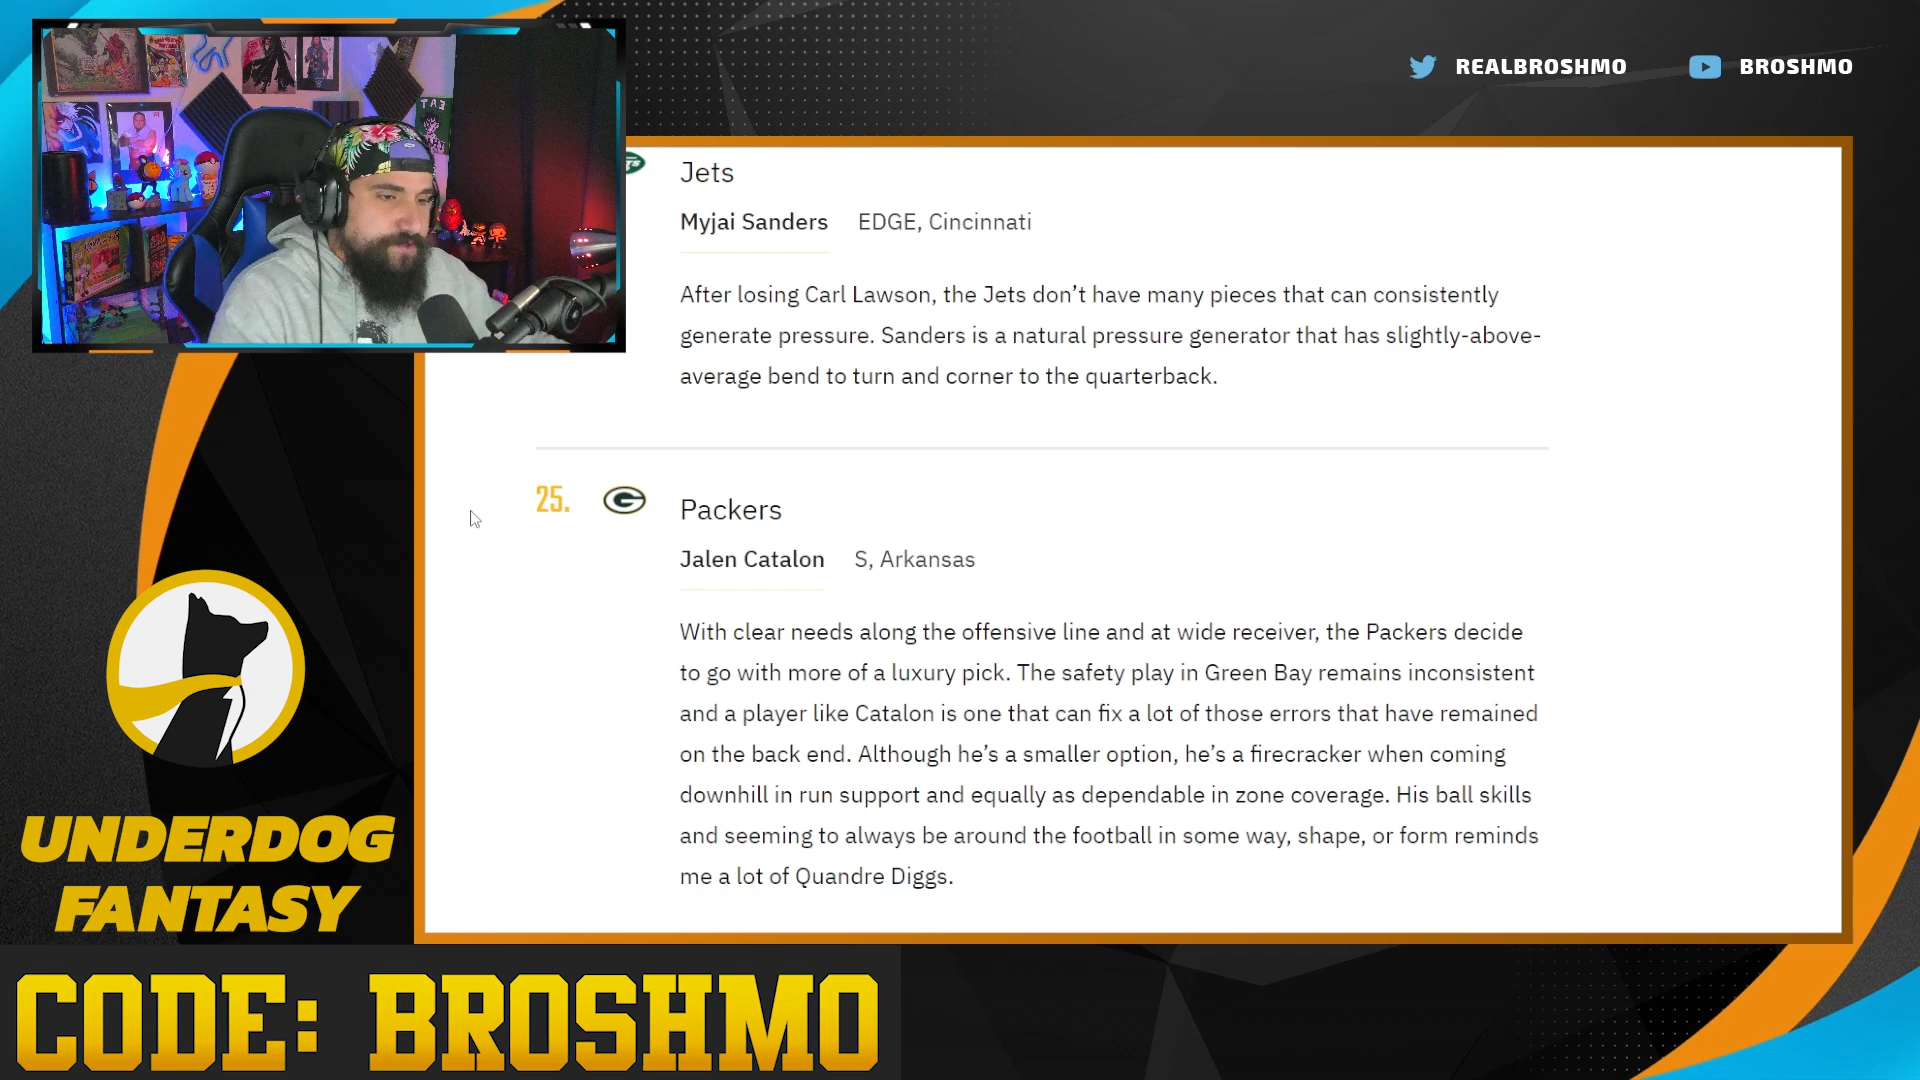 REALBROSHMO
BROSHMO
Jets
Myjai Sanders EDGE, Cincinnati
After losing Carl Lawson, the Jets don’t have many pieces that can consistently
generate pressure. Sanders is a natural pressure generator that has slightly-above-
average bend to turn and corner to the quarterback.
25.
Packers
Jalen Catalon S, Arkansas
With clear needs along the offensive line and at wide receiver, the Packers decide
to go with more of a luxury pick. The safety play in Green Bay remains inconsistent
and a player like Catalon is one that can fix a lot of those errors that have remained
on the back end. Although he’s a smaller option, he’s a firecracker when coming
downhill in run support and equally as dependable in zone coverage. His ball skills
and seeming to always be around the football in some way, shape, or form reminds
me a lot of Quandre Diggs.
UNDERDOG
FANTASY
CODE: BROSHMO